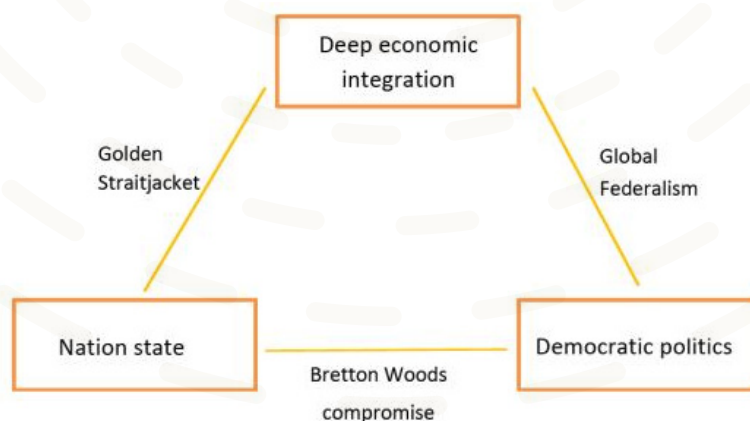 Deep economic
integration
Golden
Straitjacket
Global
Federalism
Nation state
Democratic politics
Bretton Woods
compromise